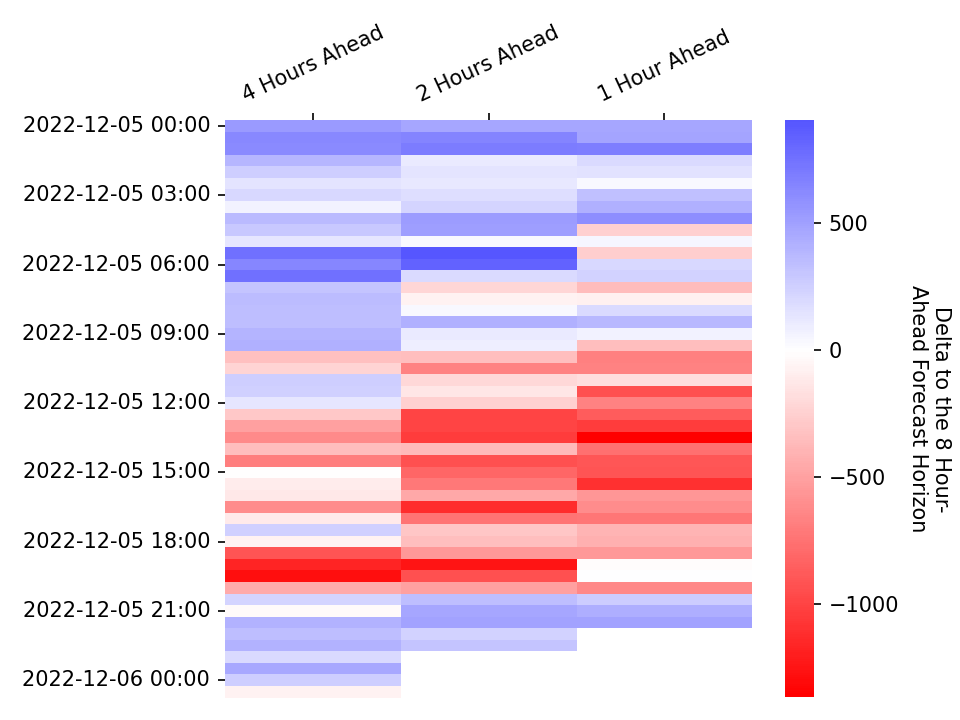 4 Hours Ahead
2 Hours Ahead
1 Hour Ahead
2022-12-05 00:00
2022-12-05 03:00
2022-12-05 06:00
2022-12-05 09:00
2022-12-05 12:00
2022-12-05 15:00
2022-12-05 18:00
2022-12-05 21:00
2022-12-06 00:00
500
0
−500
−1000
Delta to the 8 Hour-
Ahead Forecast Horizon